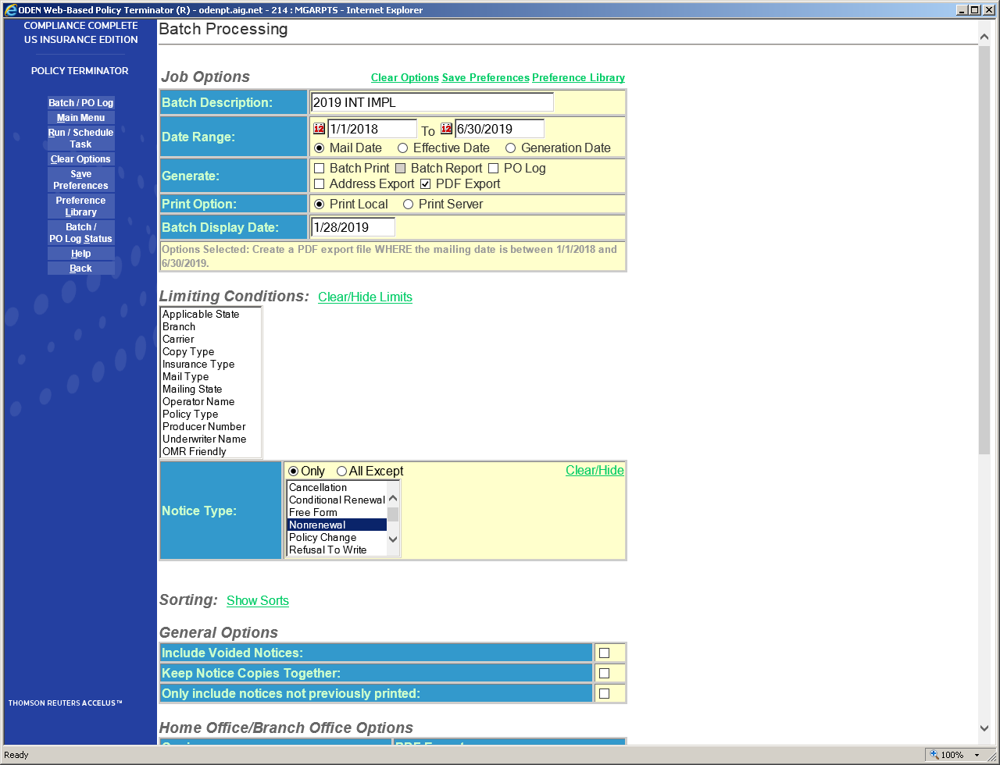 ODEN Web-Based Policy Terminator (R) - odenpt.aig.net - 214 : MGARPTS - Internet Explorer
COMPLIANCE COMPLETE
US INSURANCE EDITION
POLICY TERMINATOR
Batch / PO Log
Main Menu
Run / Schedule
Task
Clear Options
Save
Preferences
Preference
Library
Batch /
PO Log Status
Help
Back
THOMSON REUTERS ACCELUS™
Batch Processing
Job Options Clear Options Save Preferences Preference Library
Batch Description: 2019 INT IMPL
Date Range: 12 1/1/2018 To 12 6/30/2019
Mail Date Effective Date Generation Date
Generate: Batch Print Batch Report PO Log
Address Export PDF Export
Print Option: Print Local Print Server
Batch Display Date: 1/28/2019
Options Selected: Create a PDF export file WHERE the mailing date is between 1/1/2018 and
6/30/2019.
Limiting Conditions: Clear/Hide Limits
Applicable State
Branch
Carrier
Copy Type
Insurance Type
Mail Type
Mailing State
Operator Name
Policy Type
Producer Number
Underwriter Name
OMR Friendly
Notice Type: Only All Except Clear/Hide
Cancellation
Conditional Renewal
Free Form
Nonrenewal
Policy Change
Refusal To Write
Sorting: Show Sorts
General Options
Include Voided Notices:
Keep Notice Copies Together:
Only include notices not previously printed:
Home Office/Branch Office Options
Ready 100%